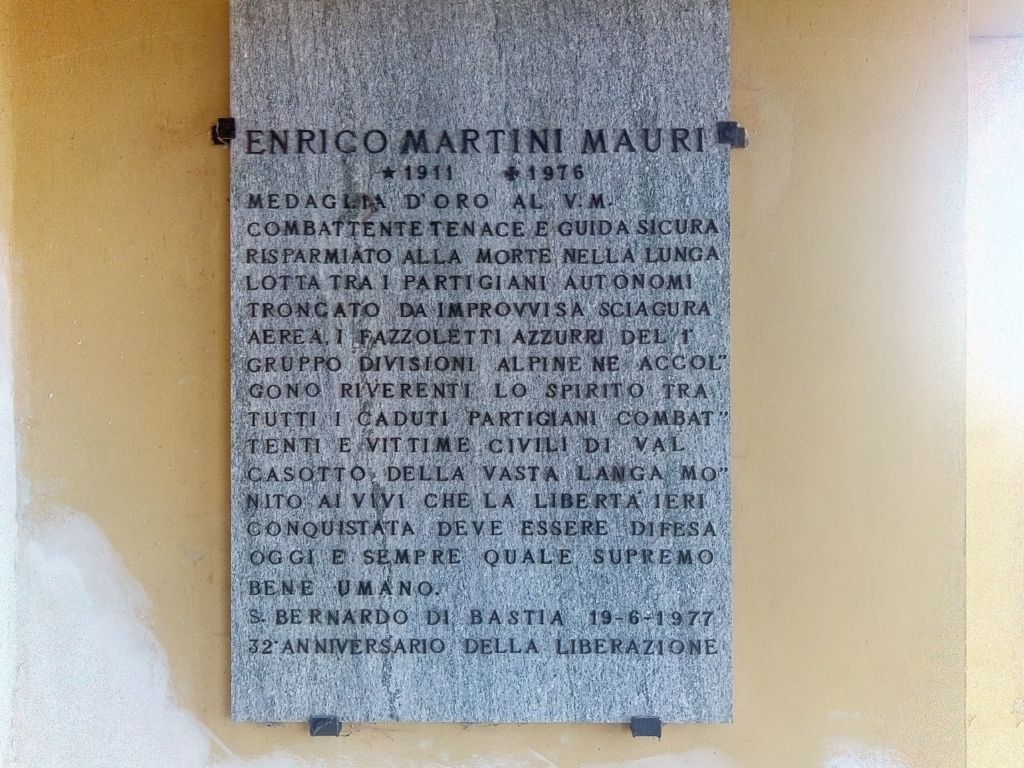 ENRICO MARTINI MAURI
★1911 ✠1976
MEDAGLIA D'ORO AL V.M.
COMBATTENTE TENACE E GUIDA SICURA
RISPARMIATO ALLA MORTE NELLA LUNGA
LOTTA TRA I PARTIGIANI AUTONOMI
TRONCATO DA IMPROVVISA SCIAGURA
AEREA. I FAZZOLETTI AZZURRI DEL 1°
GRUPPO DIVISIONI ALPINE NE ACCOL"
GONO RIVERENTI LO SPIRITO TRA
TUTTI I CADUTI PARTIGIANI COMBAT"
TENTI E VITTIME CIVILI DI VAL
CASOTTO DELLA VASTA LANGA MO"
NITO AI VIVI CHE LA LIBERTA IERI
CONQUISTATA DEVE ESSERE DIFESA
OGGI E SEMPRE QUALE SUPREMO
BENE UMANO.
S. BERNARDO DI BASTIA 19-6-1977
32° ANNIVERSARIO DELLA LIBERAZIONE